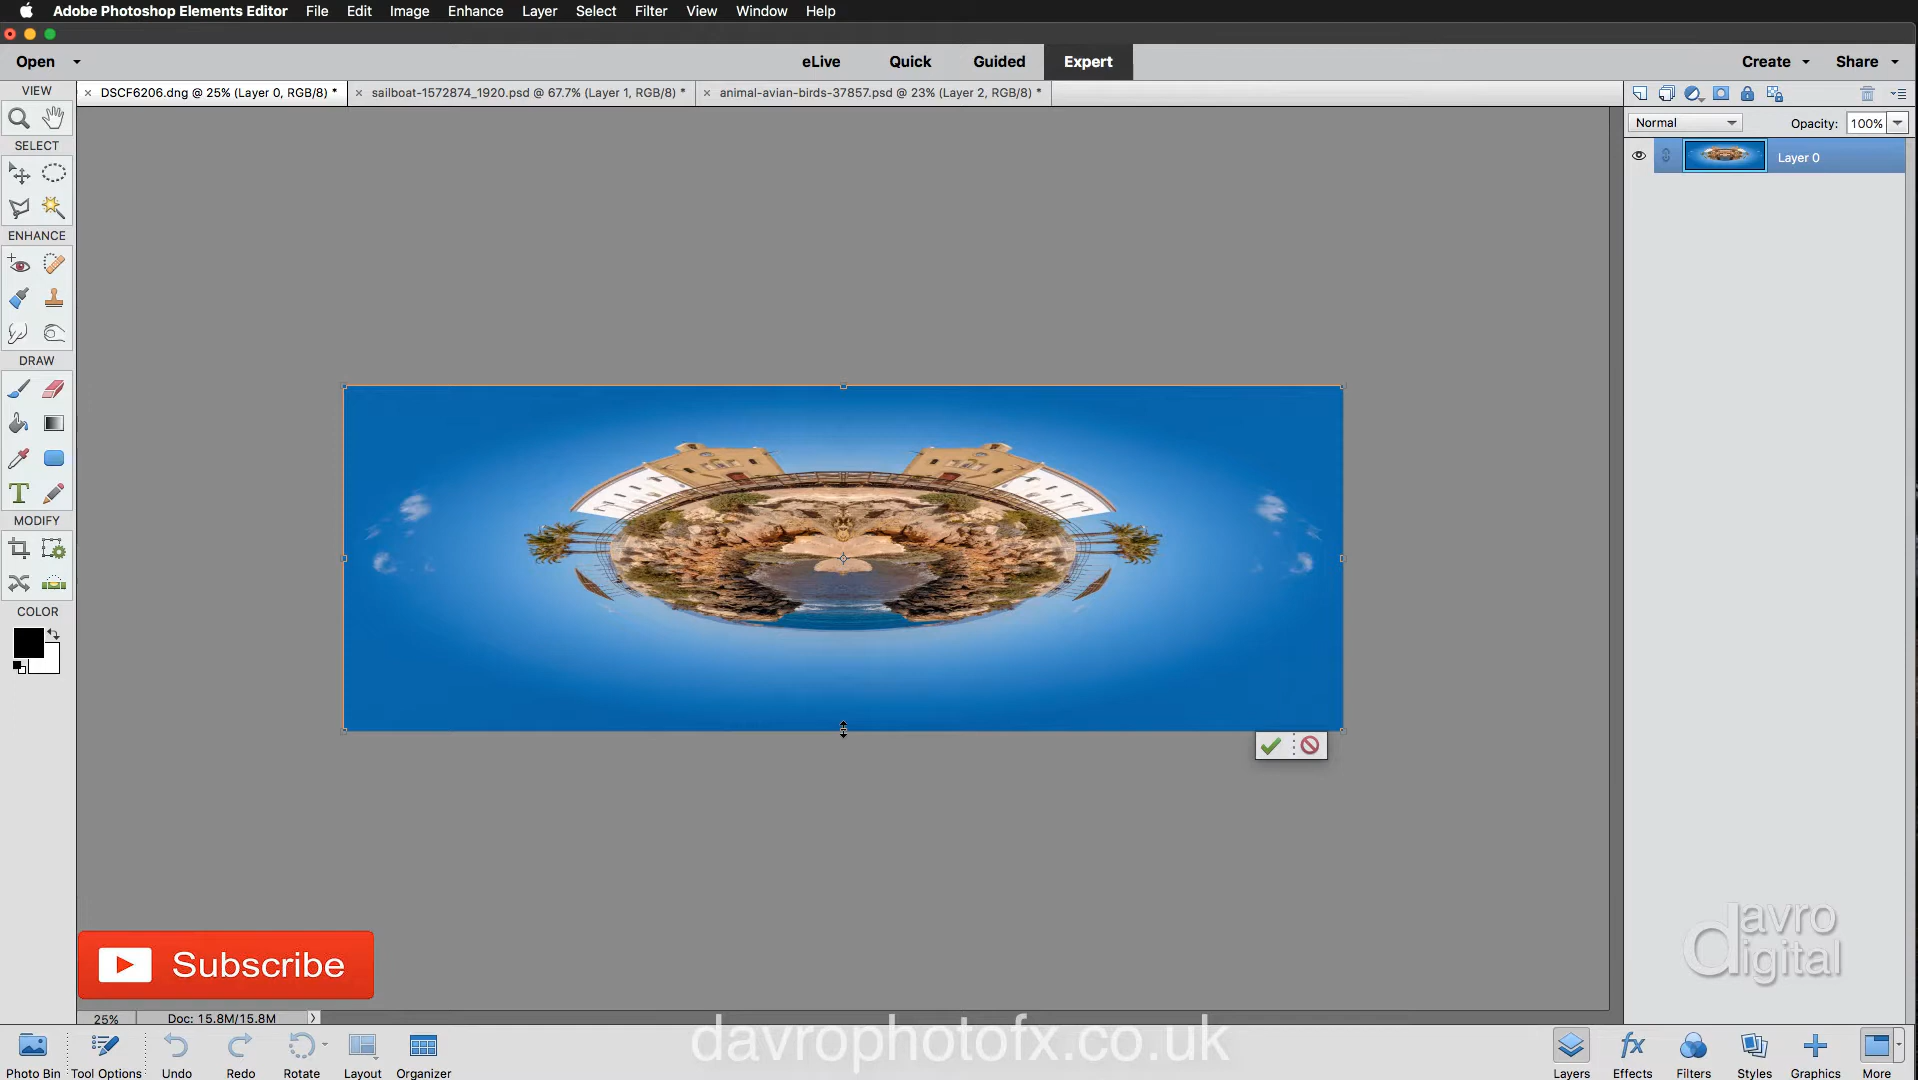 Adobe Photoshop Elements Editor File Edit Image Enhance Layer Select Filter View Window Help
Open eLive Quick Guided Expert Create Share
VIEW
DSCF6206.dng @ 25% (Layer 0, RGB/8) * sailboat-1572874_1920.psd @ 67.7% (Layer 1, RGB/8) * animal-avian-birds-37857.psd @ 23% (Layer 2, RGB/8) *
Normal Opacity: 100%
SELECT
Layer 0
ENHANCE
DRAW
T
MODIFY
COLOR
Subscribe
davro
digital
25% Doc: 15.8M/15.8M
davrophotofx.co.uk
fx
Photo Bin Tool Options Undo Redo Rotate Layout Organizer Layers Effects Filters Styles Graphics More